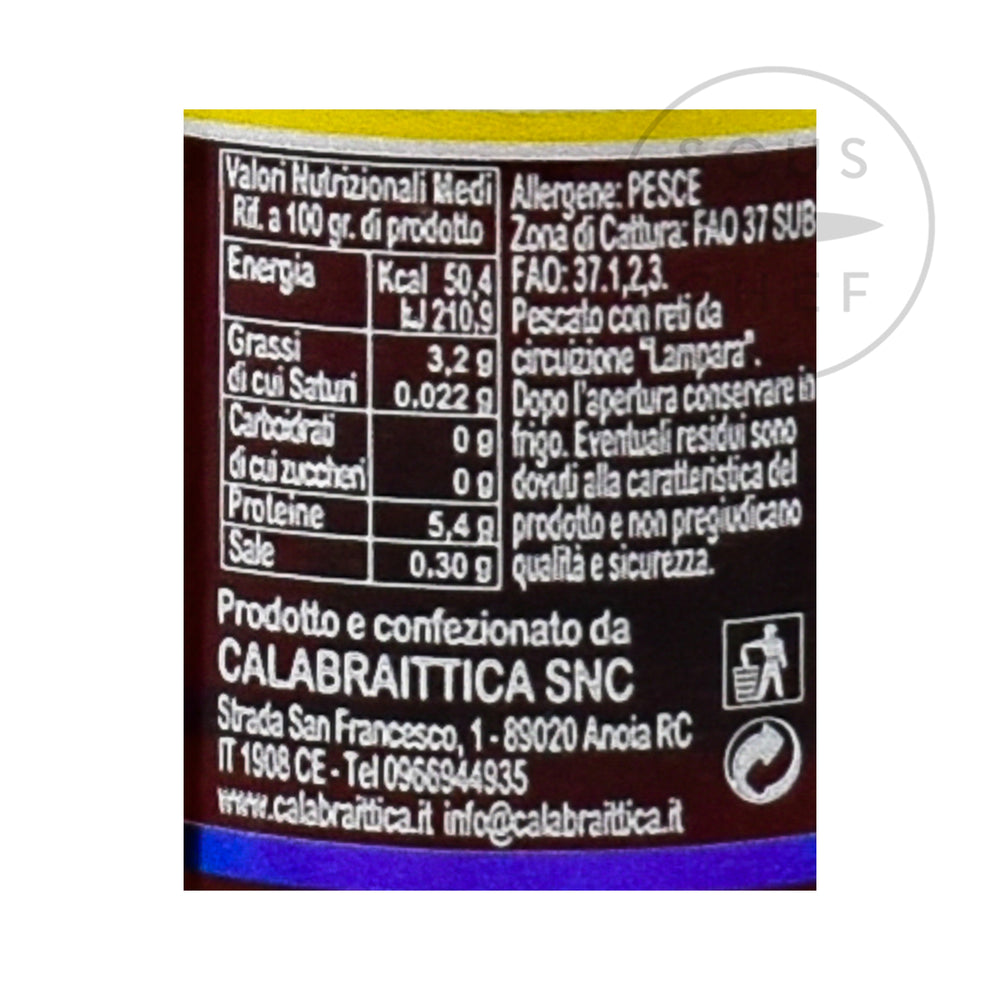 SOUS
CHEF
Valori Nutrizionali Medi
Rif. a 100 gr. di prodotto
Energia Kcal 50,4
kJ 210,9
Grassi 3,2 g
di cui Saturi 0.022 g
Carboidrati 0 g
di cui zuccheri 0 g
Proteine 5,4 g
Sale 0.30 g
Allergene: PESCE
Zona di Cattura: FAO 37 SUB
FAO: 37.1,2,3.
Pescato con reti da
circuizione "Lampara".
Dopo l'apertura conservare in
frigo. Eventuali residui sono
dovuti alla caratteristica del
prodotto e non pregiudicano
qualità e sicurezza.
Prodotto e confezionato da
CALABRAITTICA SNC
Strada San Francesco, 1 - 89020 Anoia RC
IT 1908 CE - Tel 0966944935
www.calabraittica.it info@calabraittica.it